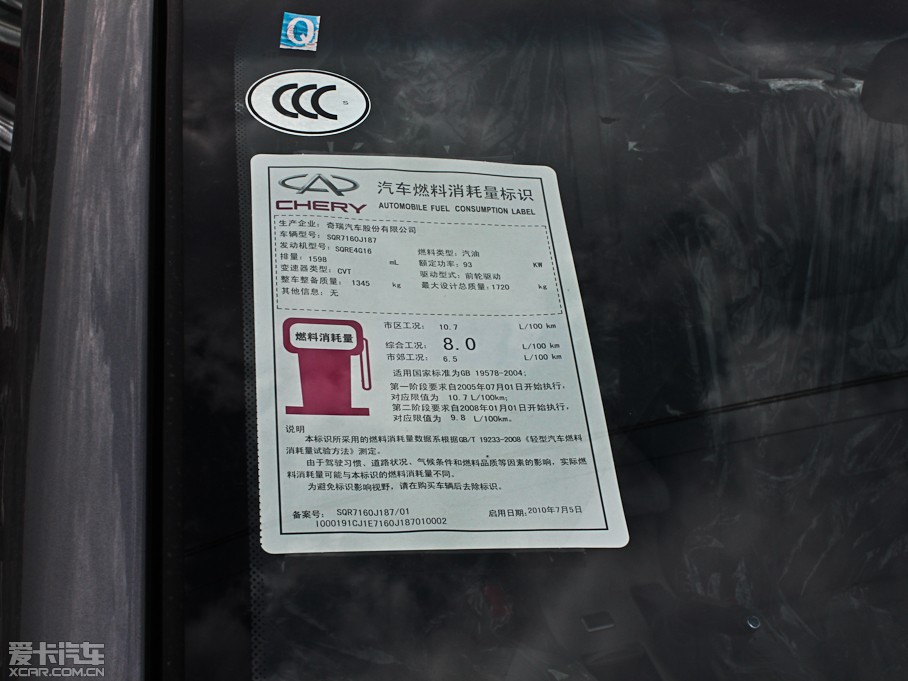 Q
CCC
S
CHERY
汽车燃料消耗量标识
AUTOMOBILE FUEL CONSUMPTION LABEL
生产企业: 奇瑞汽车股份有限公司
车辆型号: SQR7160J187
发动机型号: SQRE4G16 燃料类型: 汽油
排量: 1598 mL 额定功率: 93 KW
变速器类型: CVT 驱动型式: 前轮驱动
整车整备质量: 1345 kg 最大设计总质量: 1720 kg
其他信息: 无
燃料消耗量
市区工况: 10.7 L/100 km
综合工况: 8.0 L/100 km
市郊工况: 6.5 L/100 km
适用国家标准为GB 19578-2004;
第一阶段要求自2005年07月01日开始执行,
对应限值为 10.7 L/100km;
第二阶段要求自2008年01月01日开始执行,
对应限值为 9.8 L/100km。
说明
本标识所采用的燃料消耗量数据系根据GB/T 19233-2008《轻型汽车燃料
消耗量试验方法》测定。
由于驾驶习惯、道路状况、气候条件和燃料品质等因素的影响, 实际燃
料消耗量可能与本标识的燃料消耗量不同。
为避免标识影响视野, 请在购买车辆后去除标识。
备案号: SQR7160J187/01 启用日期: 2010年7月5日
1000191CJ1E7160J187010002
爱卡汽车
XCAR.COM.CN